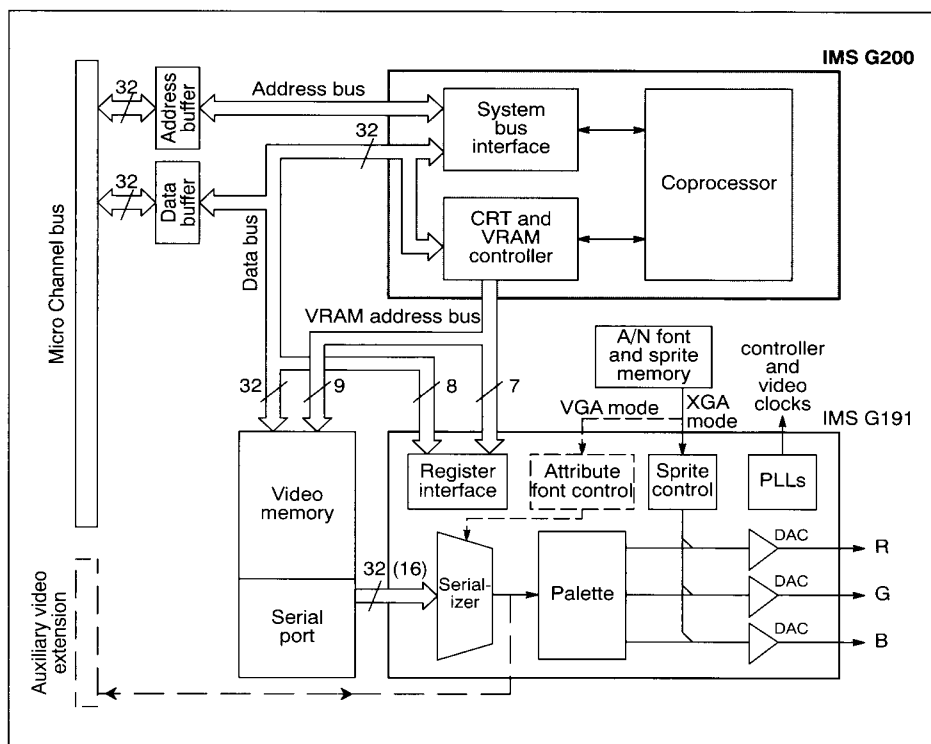 IMS G200
32
Address
buffer
Address bus
32
System
bus
interface
Coprocessor
32
Data
buffer
CRT and
VRAM
controller
Micro Channel bus
Data bus
VRAM address bus
A/N font
and sprite
memory
controller
and
video
clocks
32
9
8
7
VGA mode
XGA
mode
IMS G191
Video
memory
Register
interface
Attribute
font control
Sprite
control
PLLs
32 (16)
Serial-
izer
Palette
DAC
R
DAC
G
DAC
B
Serial
port
Auxiliary video
extension